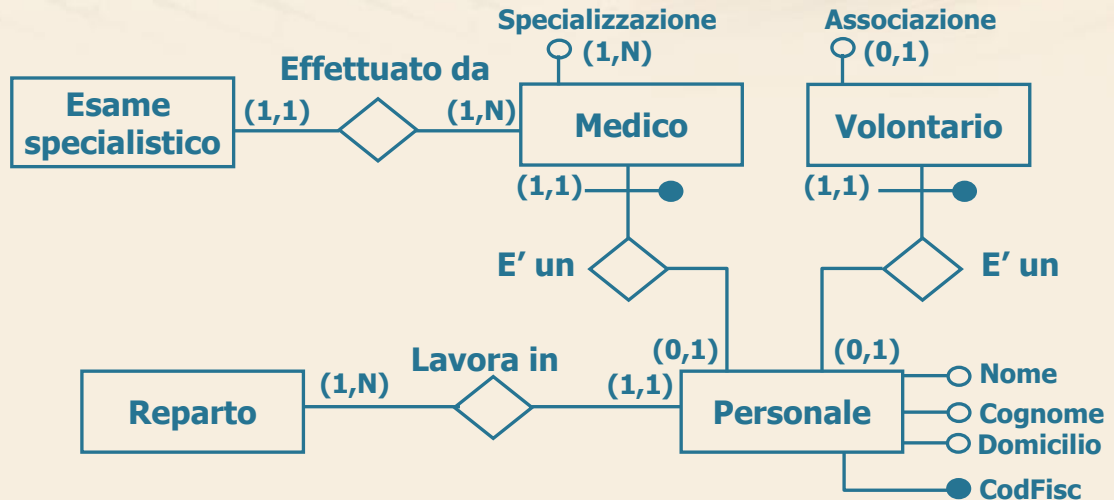 Specializzazione
(1,N)
Associazione
(0,1)
Effettuato da
Esame
specialistico
(1,1)
(1,N)
Medico
Volontario
(1,1)
(1,1)
E’ un
E’ un
(0,1)
(0,1)
Lavora in
(1,N)
(1,1)
Reparto
Personale
Nome
Cognome
Domicilio
CodFisc